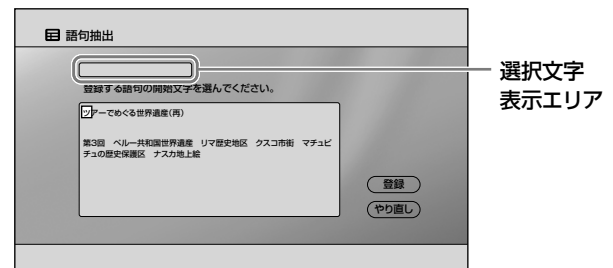 語句抽出
登録する語句の開始文字を選んでください。
ツアーでめぐる世界遺産(再)
第3回　ペルー共和国世界遺産　リマ歴史地区　クスコ市街　マチュピ
チュの歴史保護区　ナスカ地上絵
登録
やり直し
選択文字
表示エリア